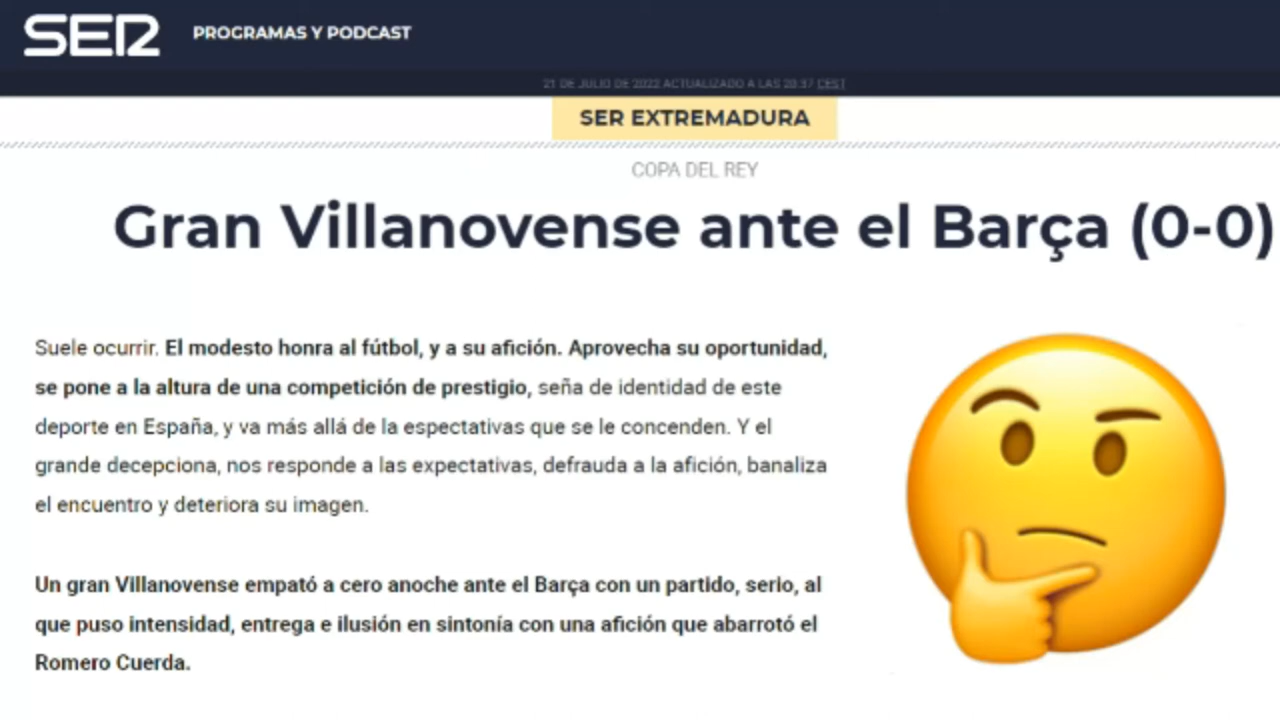 SER
PROGRAMAS Y PODCAST
21 DE JULIO DE 2022 ACTUALIZADO A LAS 20:37 CEST
SER EXTREMADURA
COPA DEL REY
Gran Villanovense ante el Barça (0-0)
Suele ocurrir. El modesto honra al fútbol, y a su afición. Aprovecha su oportunidad,
se pone a la altura de una competición de prestigio, seña de identidad de este
deporte en España, y va más allá de la espectativas que se le concenden. Y el
grande decepciona, nos responde a las expectativas, defrauda a la afición, banaliza
el encuentro y deteriora su imagen.
Un gran Villanovense empató a cero anoche ante el Barça con un partido, serio, al
que puso intensidad, entrega e ilusión en sintonía con una afición que abarrotó el
Romero Cuerda.